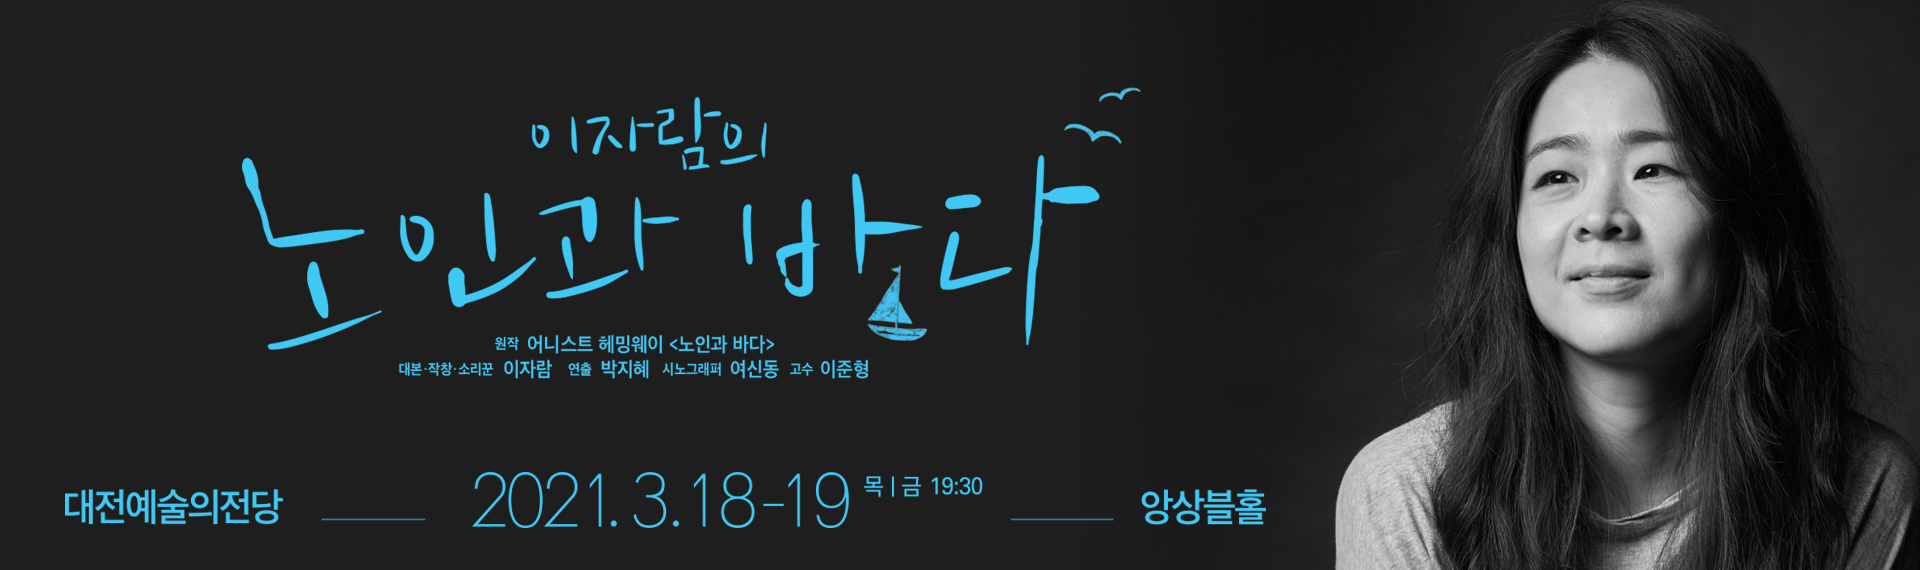 이자람의
노인과 바다
원작 어니스트 헤밍웨이 <노인과 바다>
대본·작창·소리꾼 이자람 연출 박지혜 시노그래퍼 여신동 고수 이준형
대전예술의전당 2021. 3. 18-19 목 | 금 19:30 앙상블홀